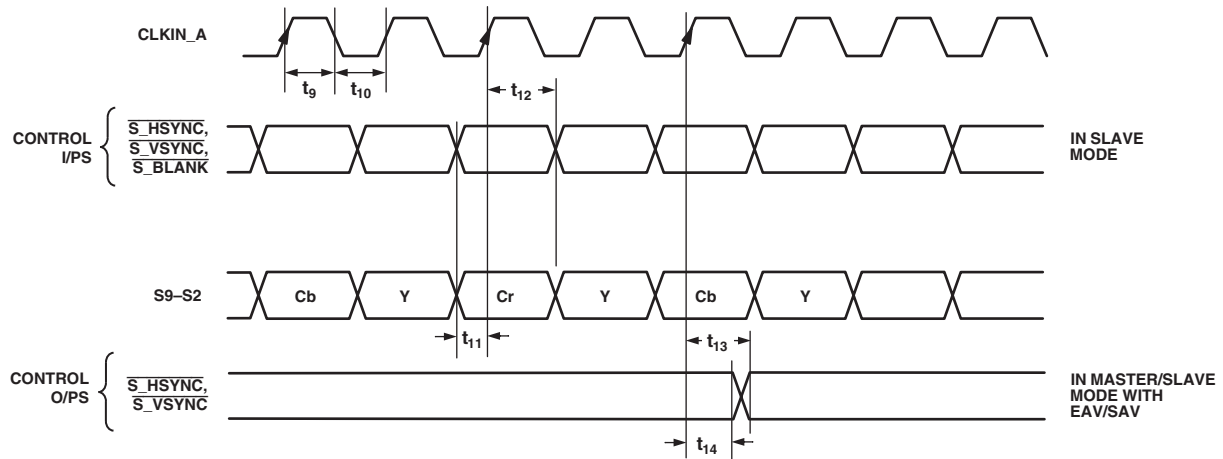 CLKIN_A
t9
t10
t12
CONTROL
I/PS
S_HSYNC,
S_VSYNC,
S_BLANK
IN SLAVE
MODE
S9–S2
Cb
Y
Cr
Y
Cb
Y
t11
t13
CONTROL
O/PS
S_HSYNC,
S_VSYNC
IN MASTER/SLAVE
MODE WITH
EAV/SAV
t14